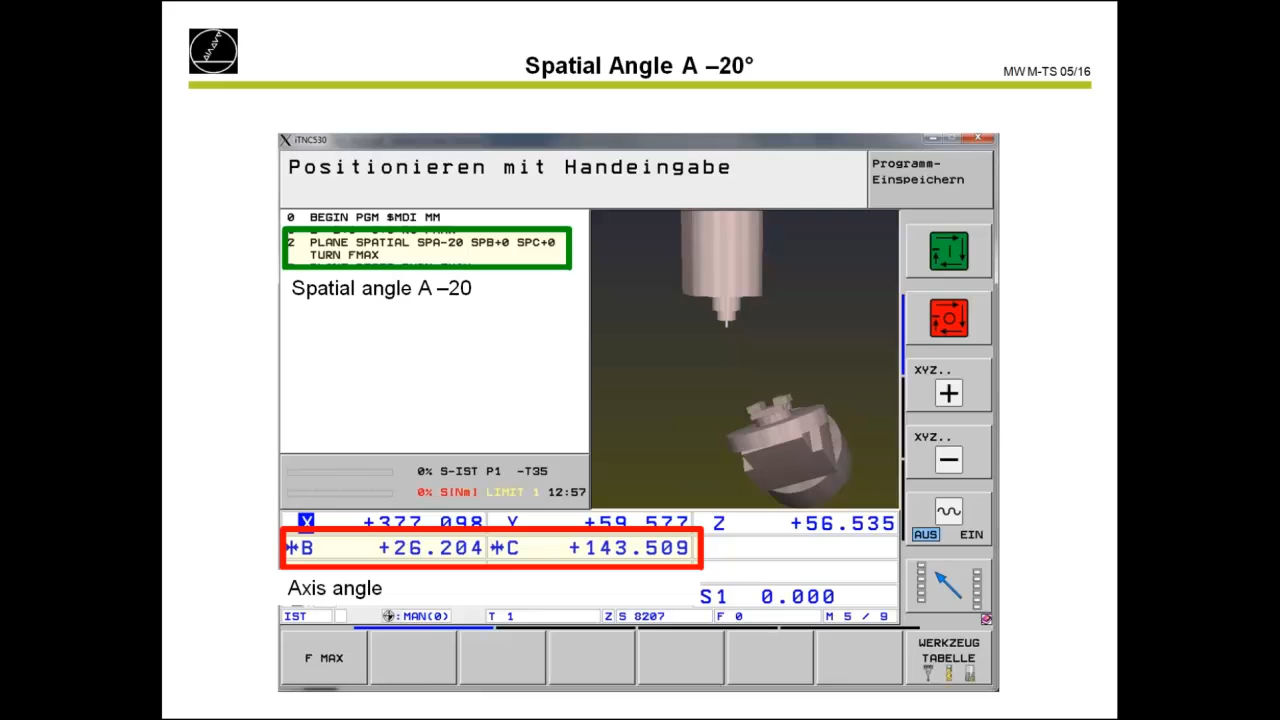 Spatial Angle A –20°
MW M-TS 05/16
iTNC530
Positionieren mit Handeingabe
Programm-
Einspeichern
0 BEGIN PGM $MDI MM
2 PLANE SPATIAL SPA-20 SPB+0 SPC+0
TURN FMAX
Spatial angle A –20
XYZ..
XYZ..
0% S-IST P1 -T35
0% S[Nm] LIMIT 1 12:57
X +377.098 Y +59.577 Z +56.535
B +26.204 C +143.509
AUS EIN
Axis angle
S1 0.000
IST :MAN(0) T 1 Z S 8207 F 0 M 5 / 9
F MAX
WERKZEUG
TABELLE